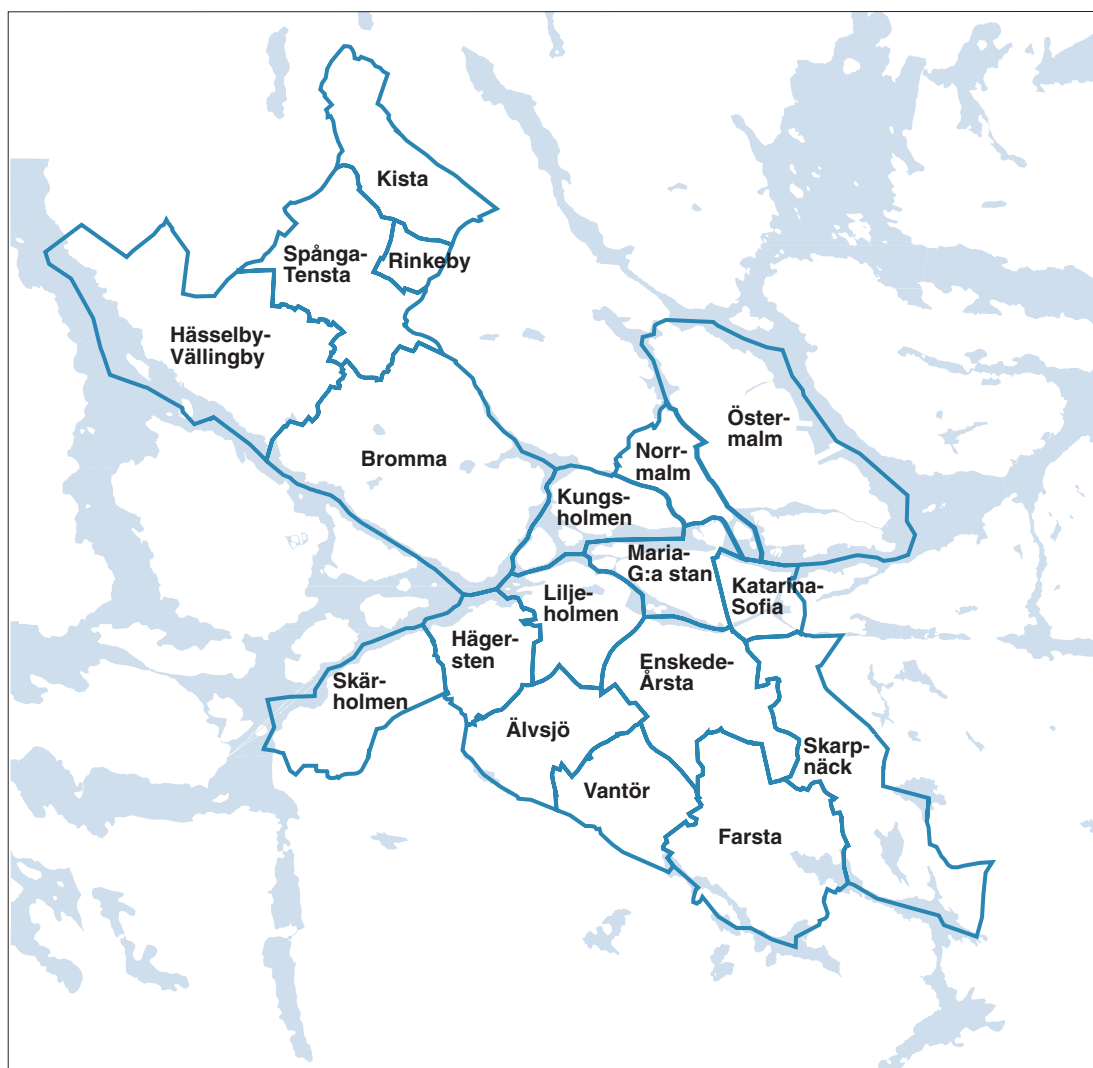 Kista
Spånga-
Tensta
Rinkeby
Hässelby-
Vällingby
Bromma
Öster-
malm
Norr-
malm
Kungs-
holmen
Maria-
G:a stan
Katarina-
Sofia
Lilje-
holmen
Häger-
sten
Skär-
holmen
Enskede-
Årsta
Älvsjö
Skarp-
näck
Vantör
Farsta